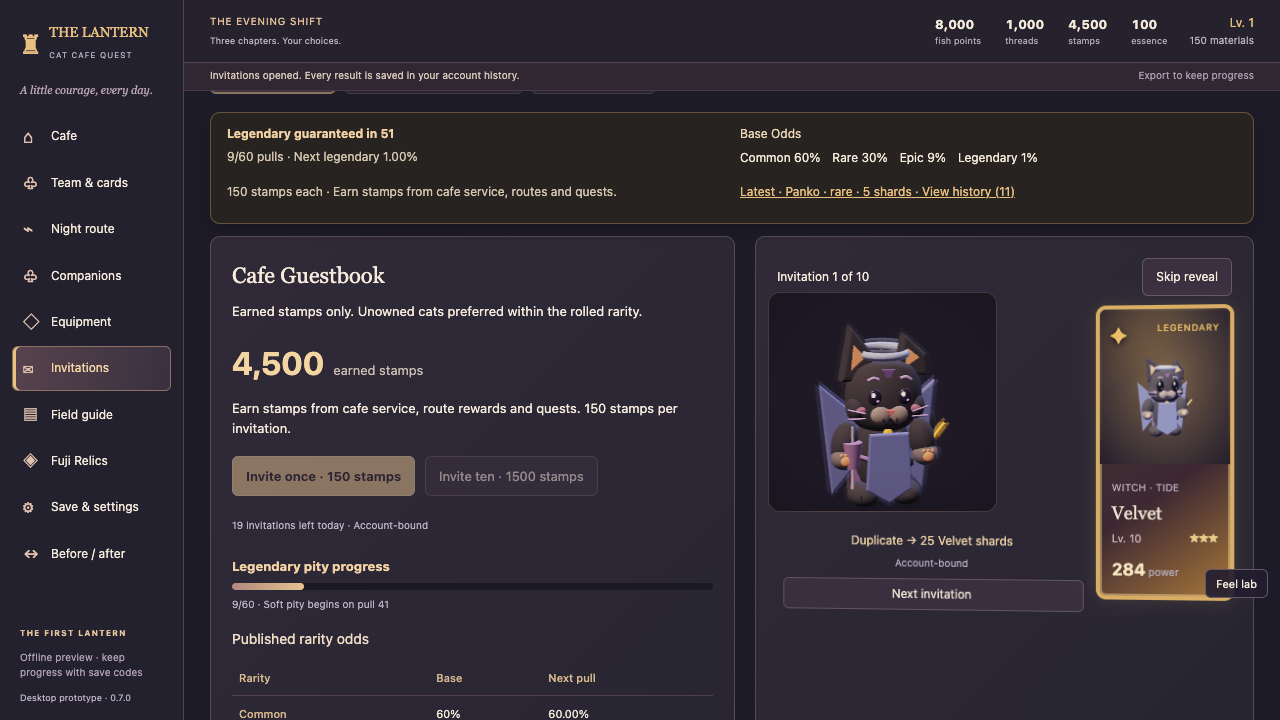 THE LANTERN
CAT CAFE QUEST
A little courage, every day.
Cafe
Team & cards
Night route
Companions
Equipment
Invitations
Field guide
Fuji Relics
Save & settings
Before / after
THE FIRST LANTERN
Offline preview · keep
progress with save codes
Desktop prototype · 0.7.0
THE EVENING SHIFT
Three chapters. Your choices.
8,000
fish points
1,000
threads
4,500
stamps
100
essence
Lv. 1
150 materials
Invitations opened. Every result is saved in your account history.
Export to keep progress
Legendary guaranteed in 51
9/60 pulls · Next legendary 1.00%
150 stamps each · Earn stamps from cafe service, routes and quests.
Base Odds
Common 60% Rare 30% Epic 9% Legendary 1%
Latest · Panko · rare · 5 shards · View history (11)
Cafe Guestbook
Earned stamps only. Unowned cats preferred within the rolled rarity.
4,500 earned stamps
Earn stamps from cafe service, route rewards and quests. 150 stamps per
invitation.
Invite once · 150 stamps
Invite ten · 1500 stamps
19 invitations left today · Account-bound
Legendary pity progress
9/60 · Soft pity begins on pull 41
Published rarity odds
Rarity Base Next pull
Common 60% 60.00%
Invitation 1 of 10
Skip reveal
Duplicate → 25 Velvet shards
Account-bound
Next invitation
LEGENDARY
WITCH · TIDE
Velvet
Lv. 10 ★★★
284 power
Feel lab